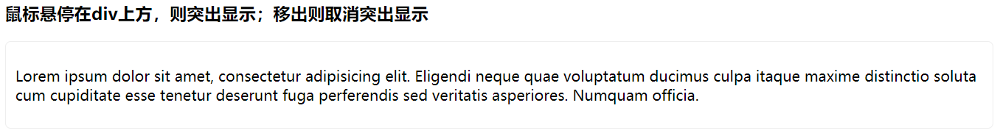 鼠标悬停在div上方，则突出显示；移出则取消突出显示
Lorem ipsum dolor sit amet, consectetur adipisicing elit. Eligendi neque quae voluptatum ducimus culpa itaque maxime distinctio soluta
cum cupiditate esse tenetur deserunt fuga perferendis sed veritatis asperiores. Numquam officia.